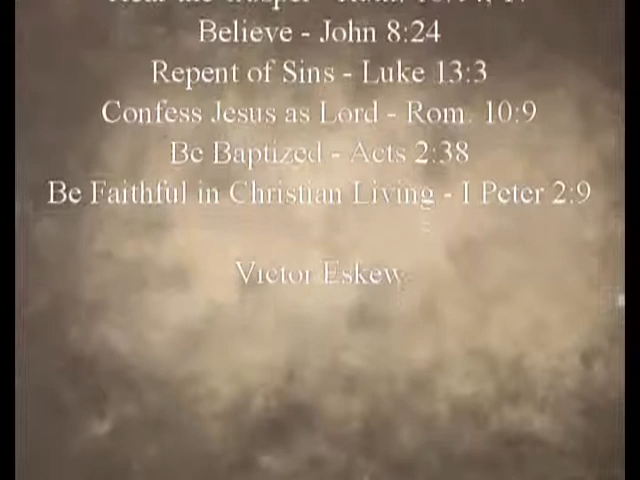 Believe - John 8:24
Repent of Sins - Luke 13:3
Confess Jesus as Lord - Rom. 10:9
Be Baptized - Acts 2:38
Be Faithful in Christian Living - I Peter 2:9
Victor Eskew